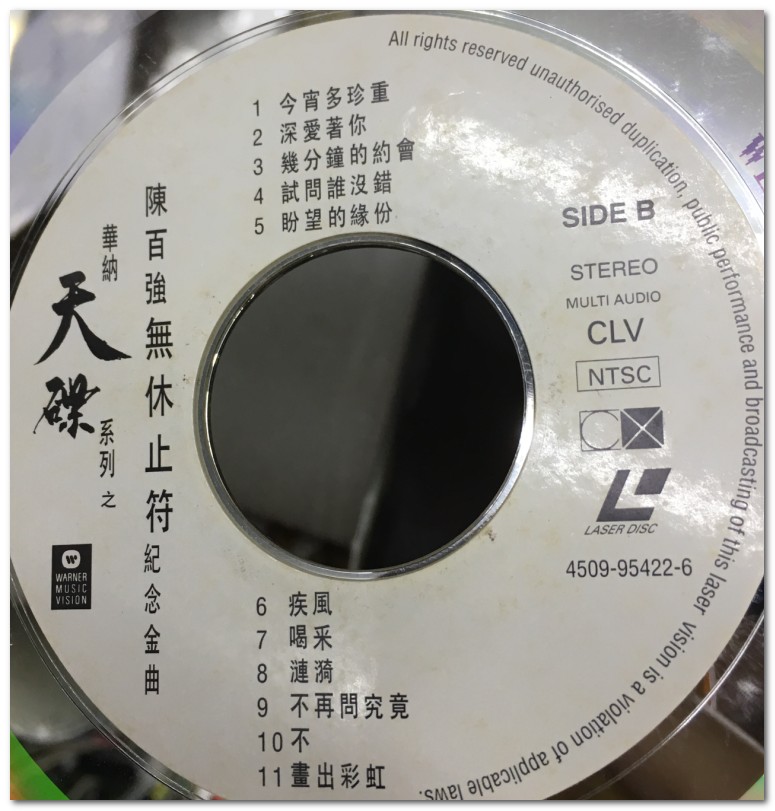 All rights reserved unauthorised duplication, public performance and broadcasting of this laser vision is a violation of applicable laws.
1 今宵多珍重
2 深愛著你
3 幾分鐘的約會
4 試問誰沒錯
5 盼望的緣份
陳百強無休止符紀念金曲
華納
天碟
系列之
WARNER
MUSIC
VISION
SIDE B
STEREO
MULTI AUDIO
CLV
NTSC
LASER DISC
4509-95422-6
6 疾風
7 喝采
8 漣漪
9 不再問究竟
10 不
11 畫出彩虹